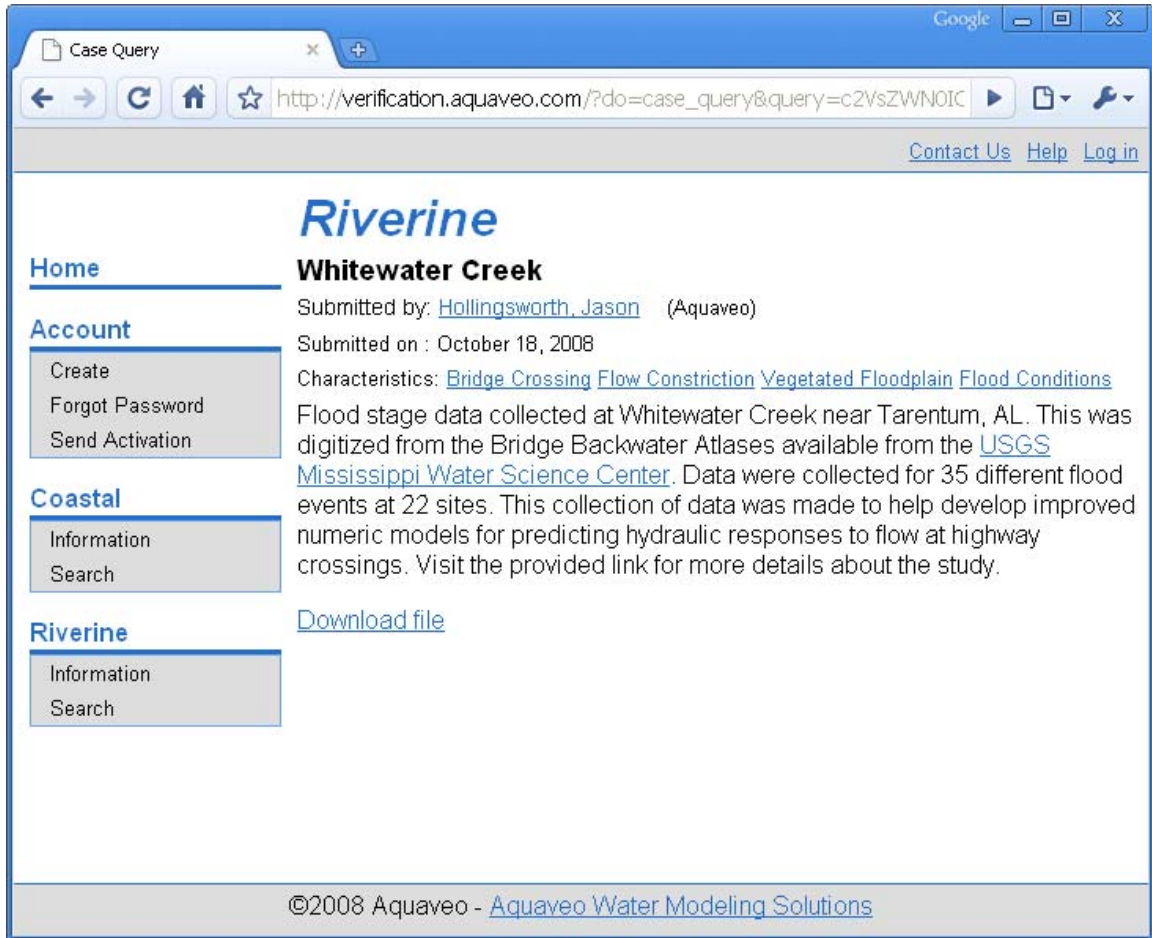 Google
Case Query
http://verification.aquaveo.com/?do=case_query&query=c2VsZWN0IC
Contact Us Help Log in
Riverine
Home
Account
Create
Forgot Password
Send Activation
Coastal
Information
Search
Riverine
Information
Search
Whitewater Creek
Submitted by: Hollingsworth, Jason (Aquaveo)
Submitted on : October 18, 2008
Characteristics: Bridge Crossing Flow Constriction Vegetated Floodplain Flood Conditions
Flood stage data collected at Whitewater Creek near Tarentum, AL. This was
digitized from the Bridge Backwater Atlases available from the USGS
Mississippi Water Science Center. Data were collected for 35 different flood
events at 22 sites. This collection of data was made to help develop improved
numeric models for predicting hydraulic responses to flow at highway
crossings. Visit the provided link for more details about the study.
Download file
©2008 Aquaveo - Aquaveo Water Modeling Solutions